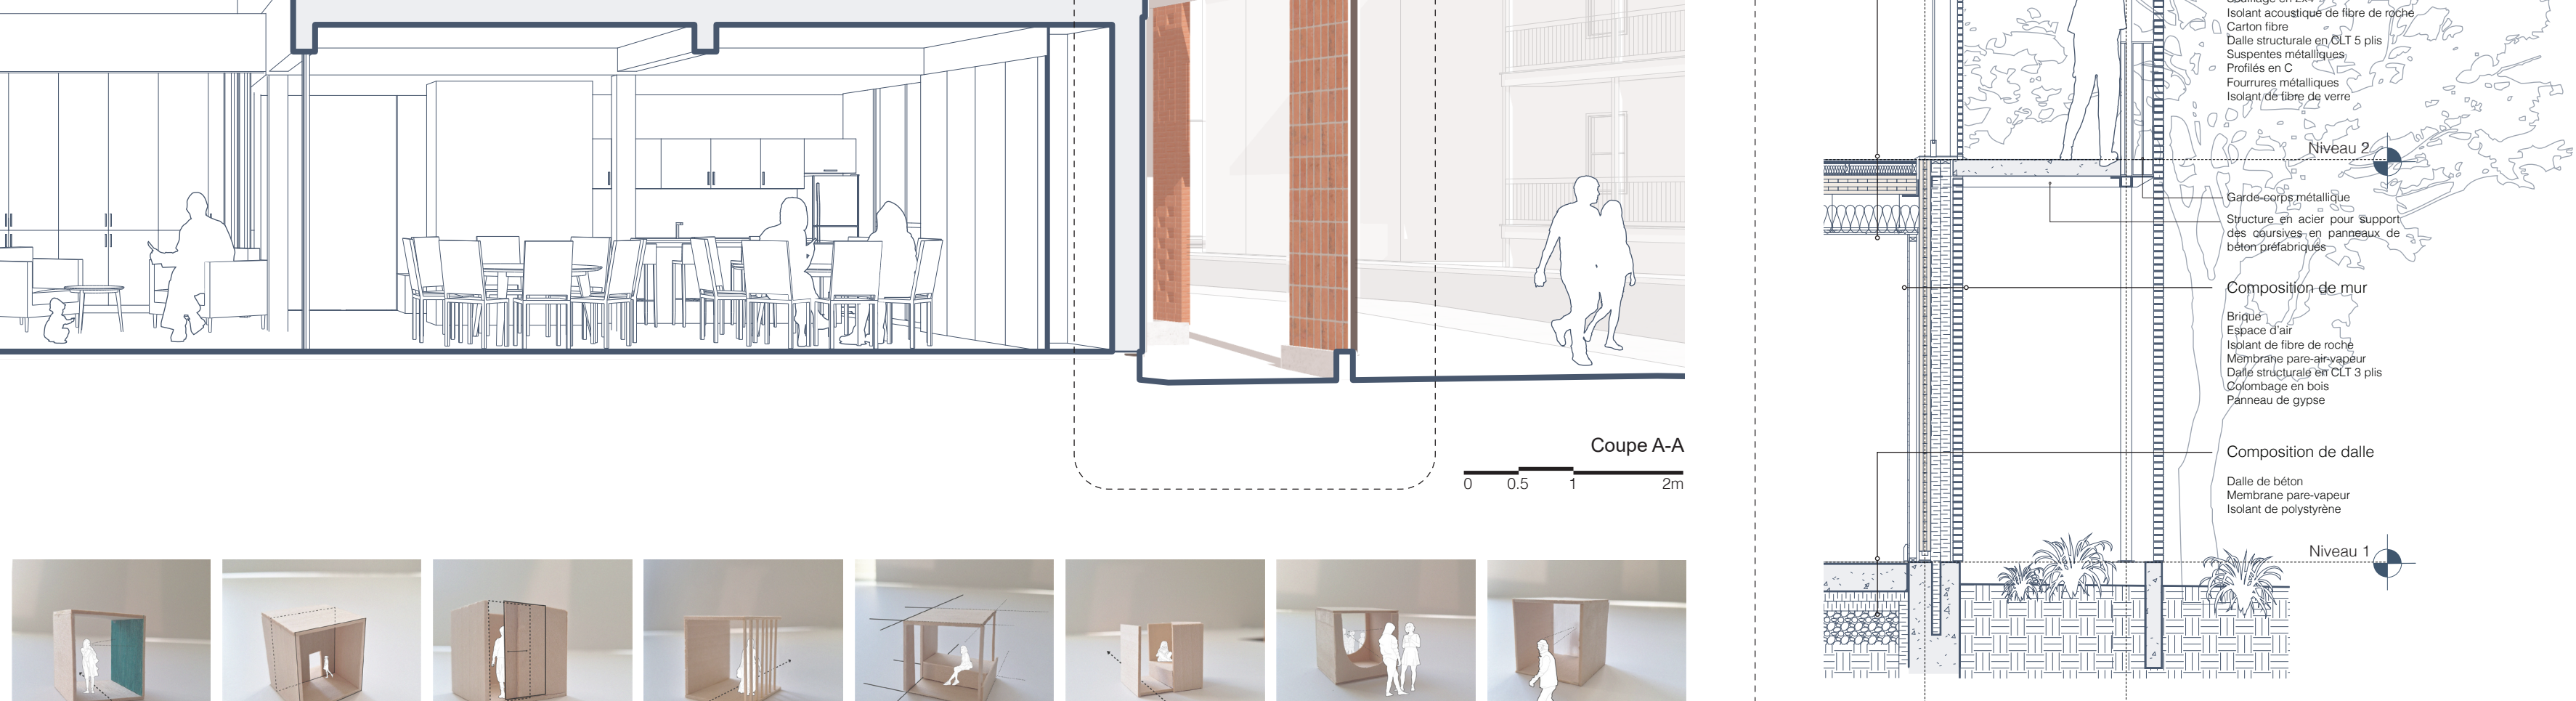 Soufflage en 2x4
Isolant acoustique de fibre de roche
Carton fibre
Dalle structurale en CLT 5 plis
Suspentes métalliques
Profilés en C
Fourrures métalliques
Isolant de fibre de verre
Niveau 2
Garde-corps métallique
Structure en acier pour support
des coursives en panneaux de
béton préfabriqués
Composition de mur
Brique
Espace d'air
Isolant de fibre de roche
Membrane pare-air-vapeur
Dalle structurale en CLT 3 plis
Colombage en bois
Panneau de gypse
Coupe A-A
0 0.5 1 2m
Composition de dalle
Dalle de béton
Membrane pare-vapeur
Isolant de polystyrène
Niveau 1